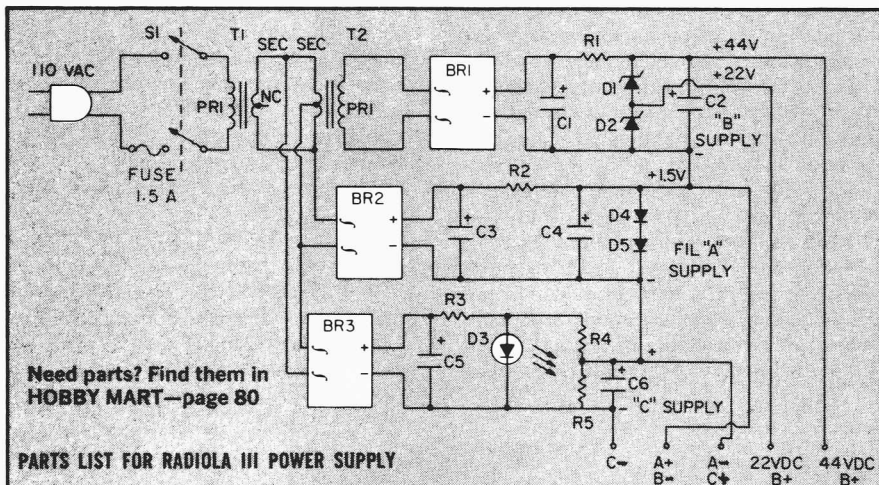 S1
T1
T2
SEC SEC
110 VAC
PRI
NC
PRI
FUSE
1.5 A
BR1
+
-
+
C1
R1
D1
D2
+
C2
+44V
+22V
"B"
SUPPLY
-
BR2
+
-
+
C3
R2
+
C4
+1.5V
D4
D5
FIL "A"
SUPPLY
-
BR3
+
-
+
C5
R3
D3
R4
R5
+
C6
+
- "C" SUPPLY
Need parts? Find them in
HOBBY MART—page 80
PARTS LIST FOR RADIOLA III POWER SUPPLY
C-
A+
B-
A-
C+
22VDC
B+
44VDC
B+